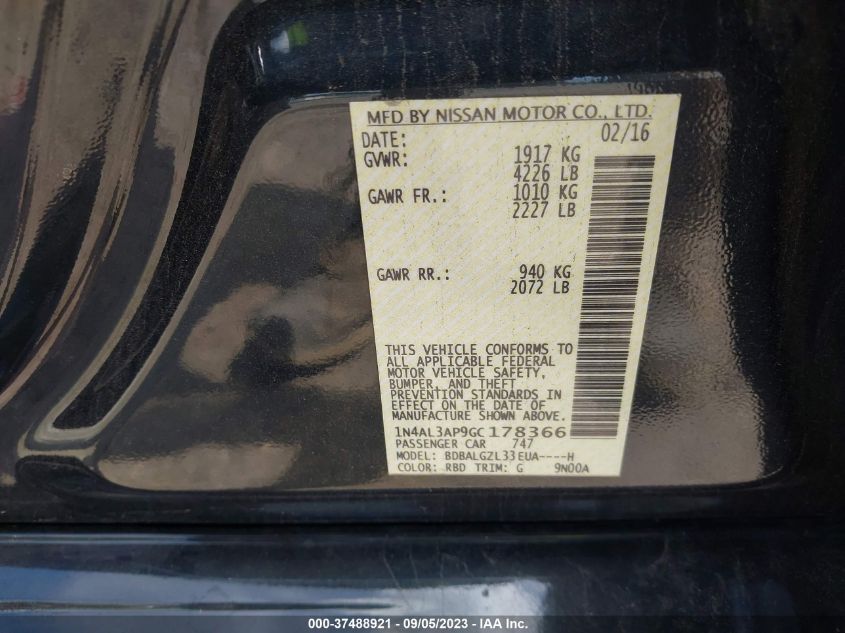 MFD BY NISSAN MOTOR CO., LTD.
DATE: 02/16
GVWR: 1917 KG
4226 LB
GAWR FR.: 1010 KG
2227 LB
GAWR RR.: 940 KG
2072 LB
THIS VEHICLE CONFORMS TO
ALL APPLICABLE FEDERAL
MOTOR VEHICLE SAFETY,
BUMPER, AND THEFT
PREVENTION STANDARDS IN
EFFECT ON THE DATE OF
MANUFACTURE SHOWN ABOVE.
1N4AL3AP9GC178366
PASSENGER CAR 747
MODEL: BDBALGZL33EUA----H
COLOR: RBD TRIM: G 9N00A
000-37488921 - 09/05/2023 - IAA Inc.